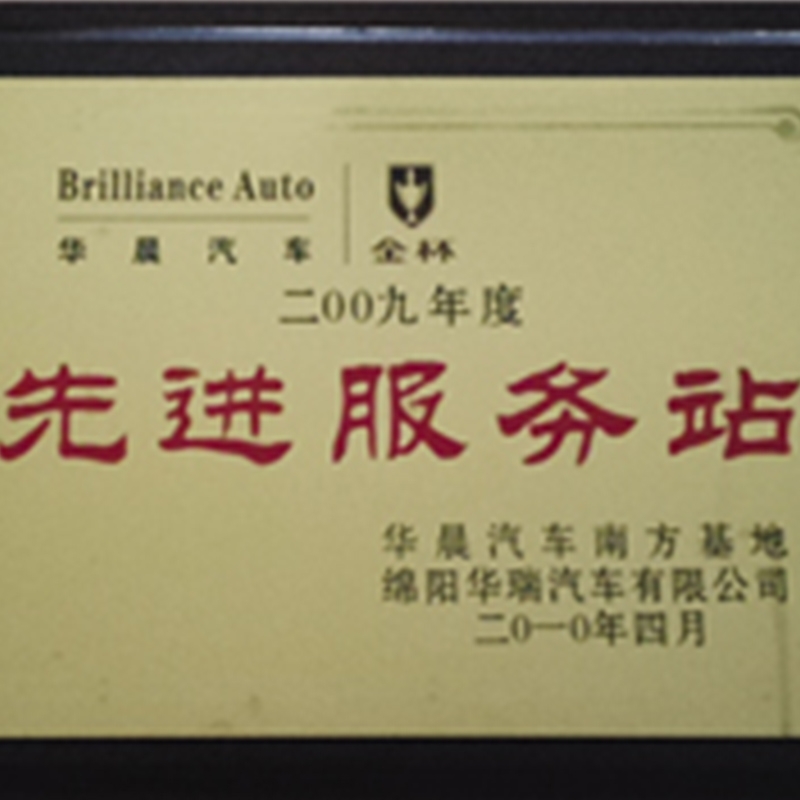 Brilliance Auto
华晨汽车
金杯
二00九年度
先进服务站
华晨汽车南方基地
绵阳华瑞汽车有限公司
二0一0年四月